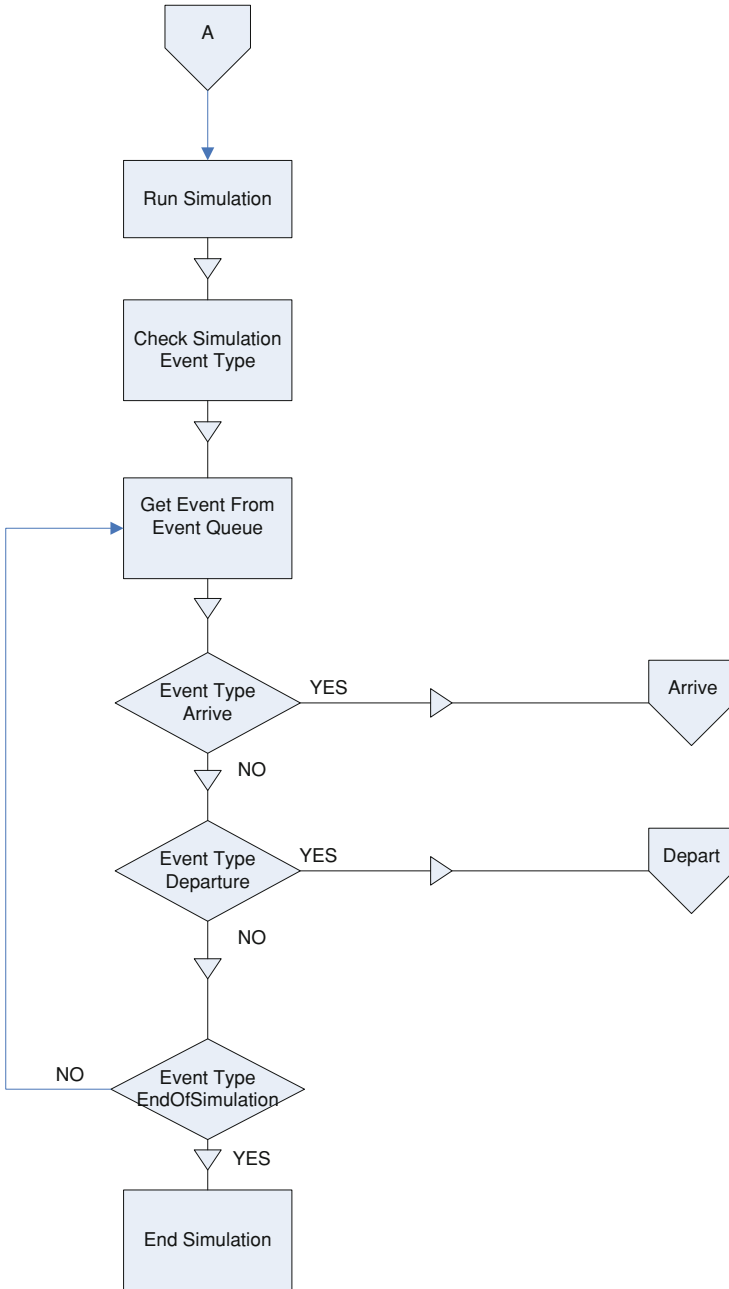 A
Run Simulation
Check Simulation
Event Type
Get Event From
Event Queue
Event Type
Arrive
YES
Arrive
NO
Event Type
Departure
YES
Depart
NO
Event Type
EndOfSimulation
NO
YES
End Simulation